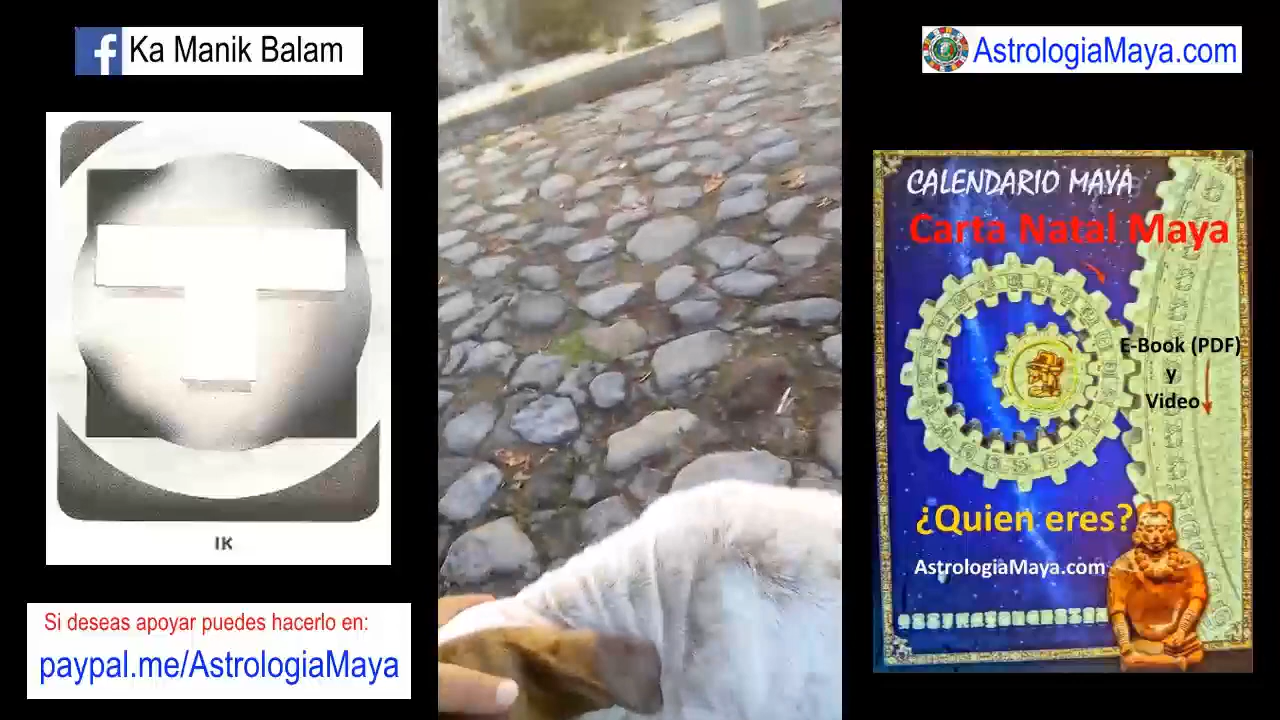 Ka Manik Balam
IK
Si deseas apoyar puedes hacerlo en:
paypal.me/AstrologiaMaya
AstrologiaMaya.com
CALENDARIO MAYA
Carta Natal Maya
E-Book (PDF)
y
Video
¿Quien eres?
AstrologiaMaya.com